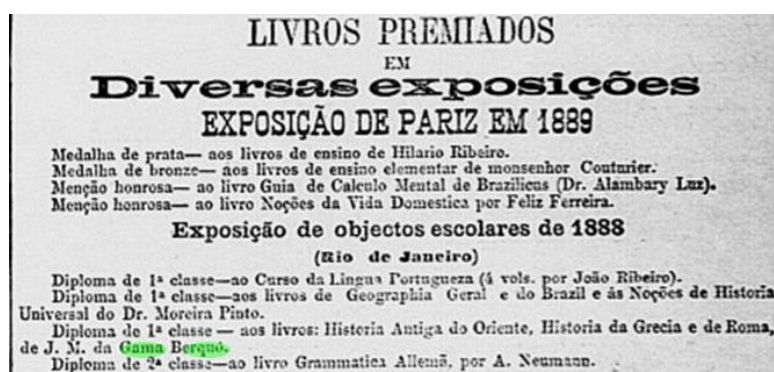 LIVROS PREMIADOS
EM
Diversas exposições
EXPOSIÇÃO DE PARIZ EM 1889
Medalha de prata— aos livros de ensino de Hilario Ribeiro.
Medalha de bronze— aos livros de ensino elementar de monsenhor Couturier.
Menção honrosa— ao livro Guia de Calculo Mental de Brazilicus (Dr. Alambary Luz).
Menção honrosa— ao livro Noções da Vida Domestica por Feliz Ferreira.
Exposição de objectos escolares de 1888
(Rio de Janeiro)
Diploma de 1ª classe—ao Curso da Lingua Portugueza (4 vols. por João Ribeiro).
Diploma de 1ª classe—aos livros de Geographia Geral e do Brazil e ás Noções de Historia
Universal do Dr. Moreira Pinto.
Diploma de 1ª classe — aos livros: Historia Antiga do Oriente, Historia da Grecia e de Roma,
de J. M. da Gama Berquó.
Diploma de 2ª classe—ao livro Grammatica Allemã, por A. Neumann.